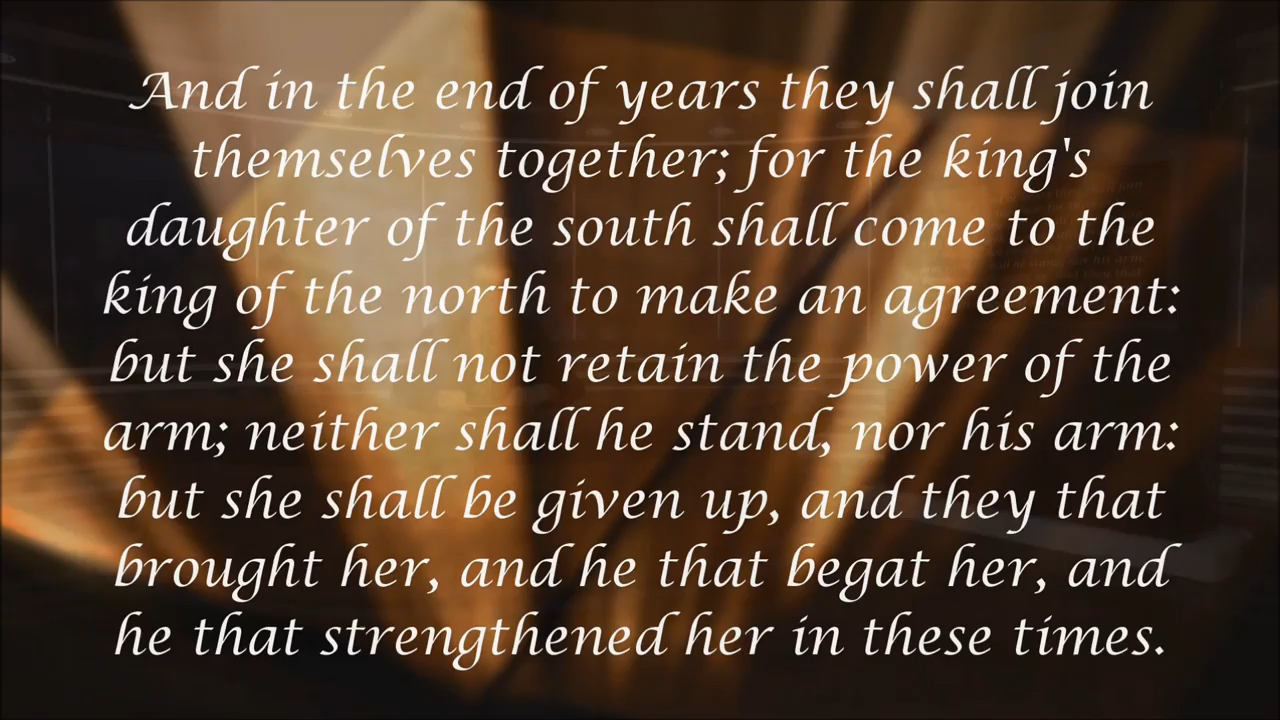 And in the end of years they shall join
themselves together; for the king's
daughter of the south shall come to the
king of the north to make an agreement:
but she shall not retain the power of the
arm; neither shall he stand, nor his arm:
but she shall be given up, and they that
brought her, and he that begat her, and
he that strengthened her in these times.